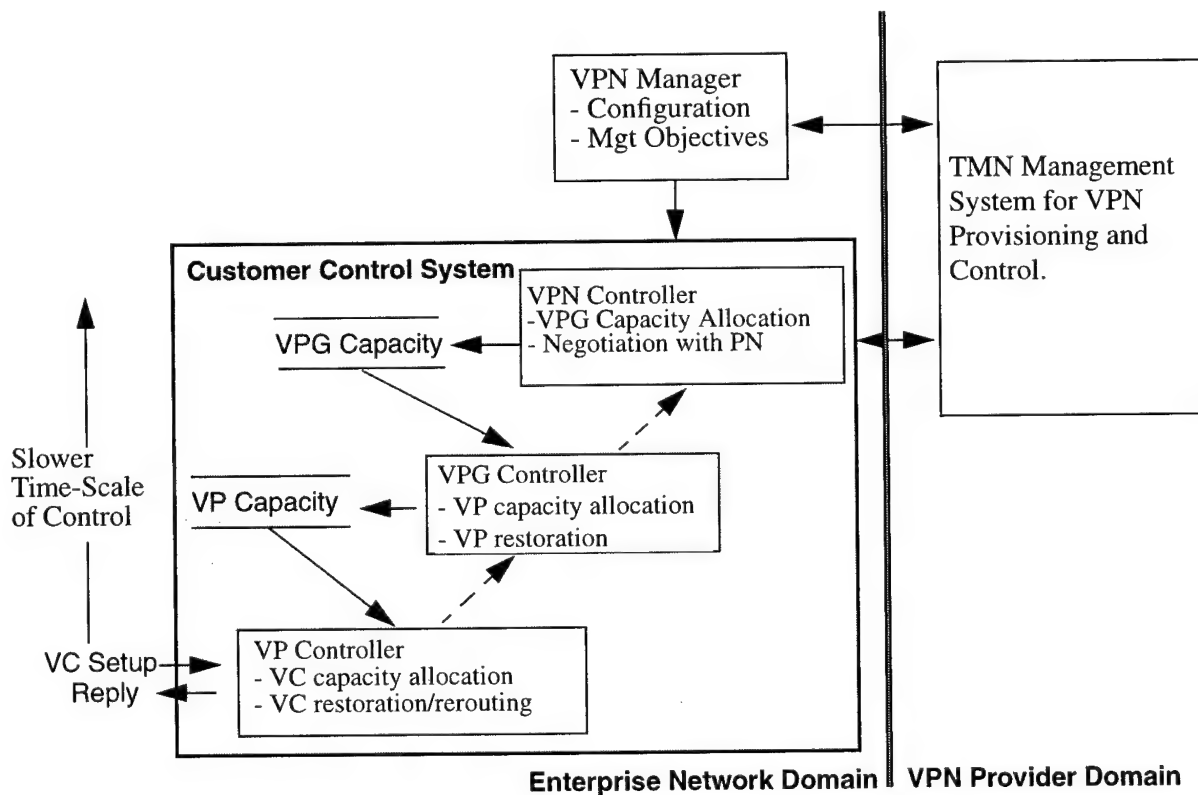 VPN Manager
- Configuration
- Mgt Objectives
TMN Management
System for VPN
Provisioning and
Control.
Customer Control System
VPN Controller
-VPG Capacity Allocation
- Negotiation with PN
VPG Capacity
Slower
Time-Scale
of Control
VPG Controller
- VP capacity allocation
- VP restoration
VP Capacity
VC Setup
Reply
VP Controller
- VC capacity allocation
- VC restoration/rerouting
Enterprise Network Domain
VPN Provider Domain